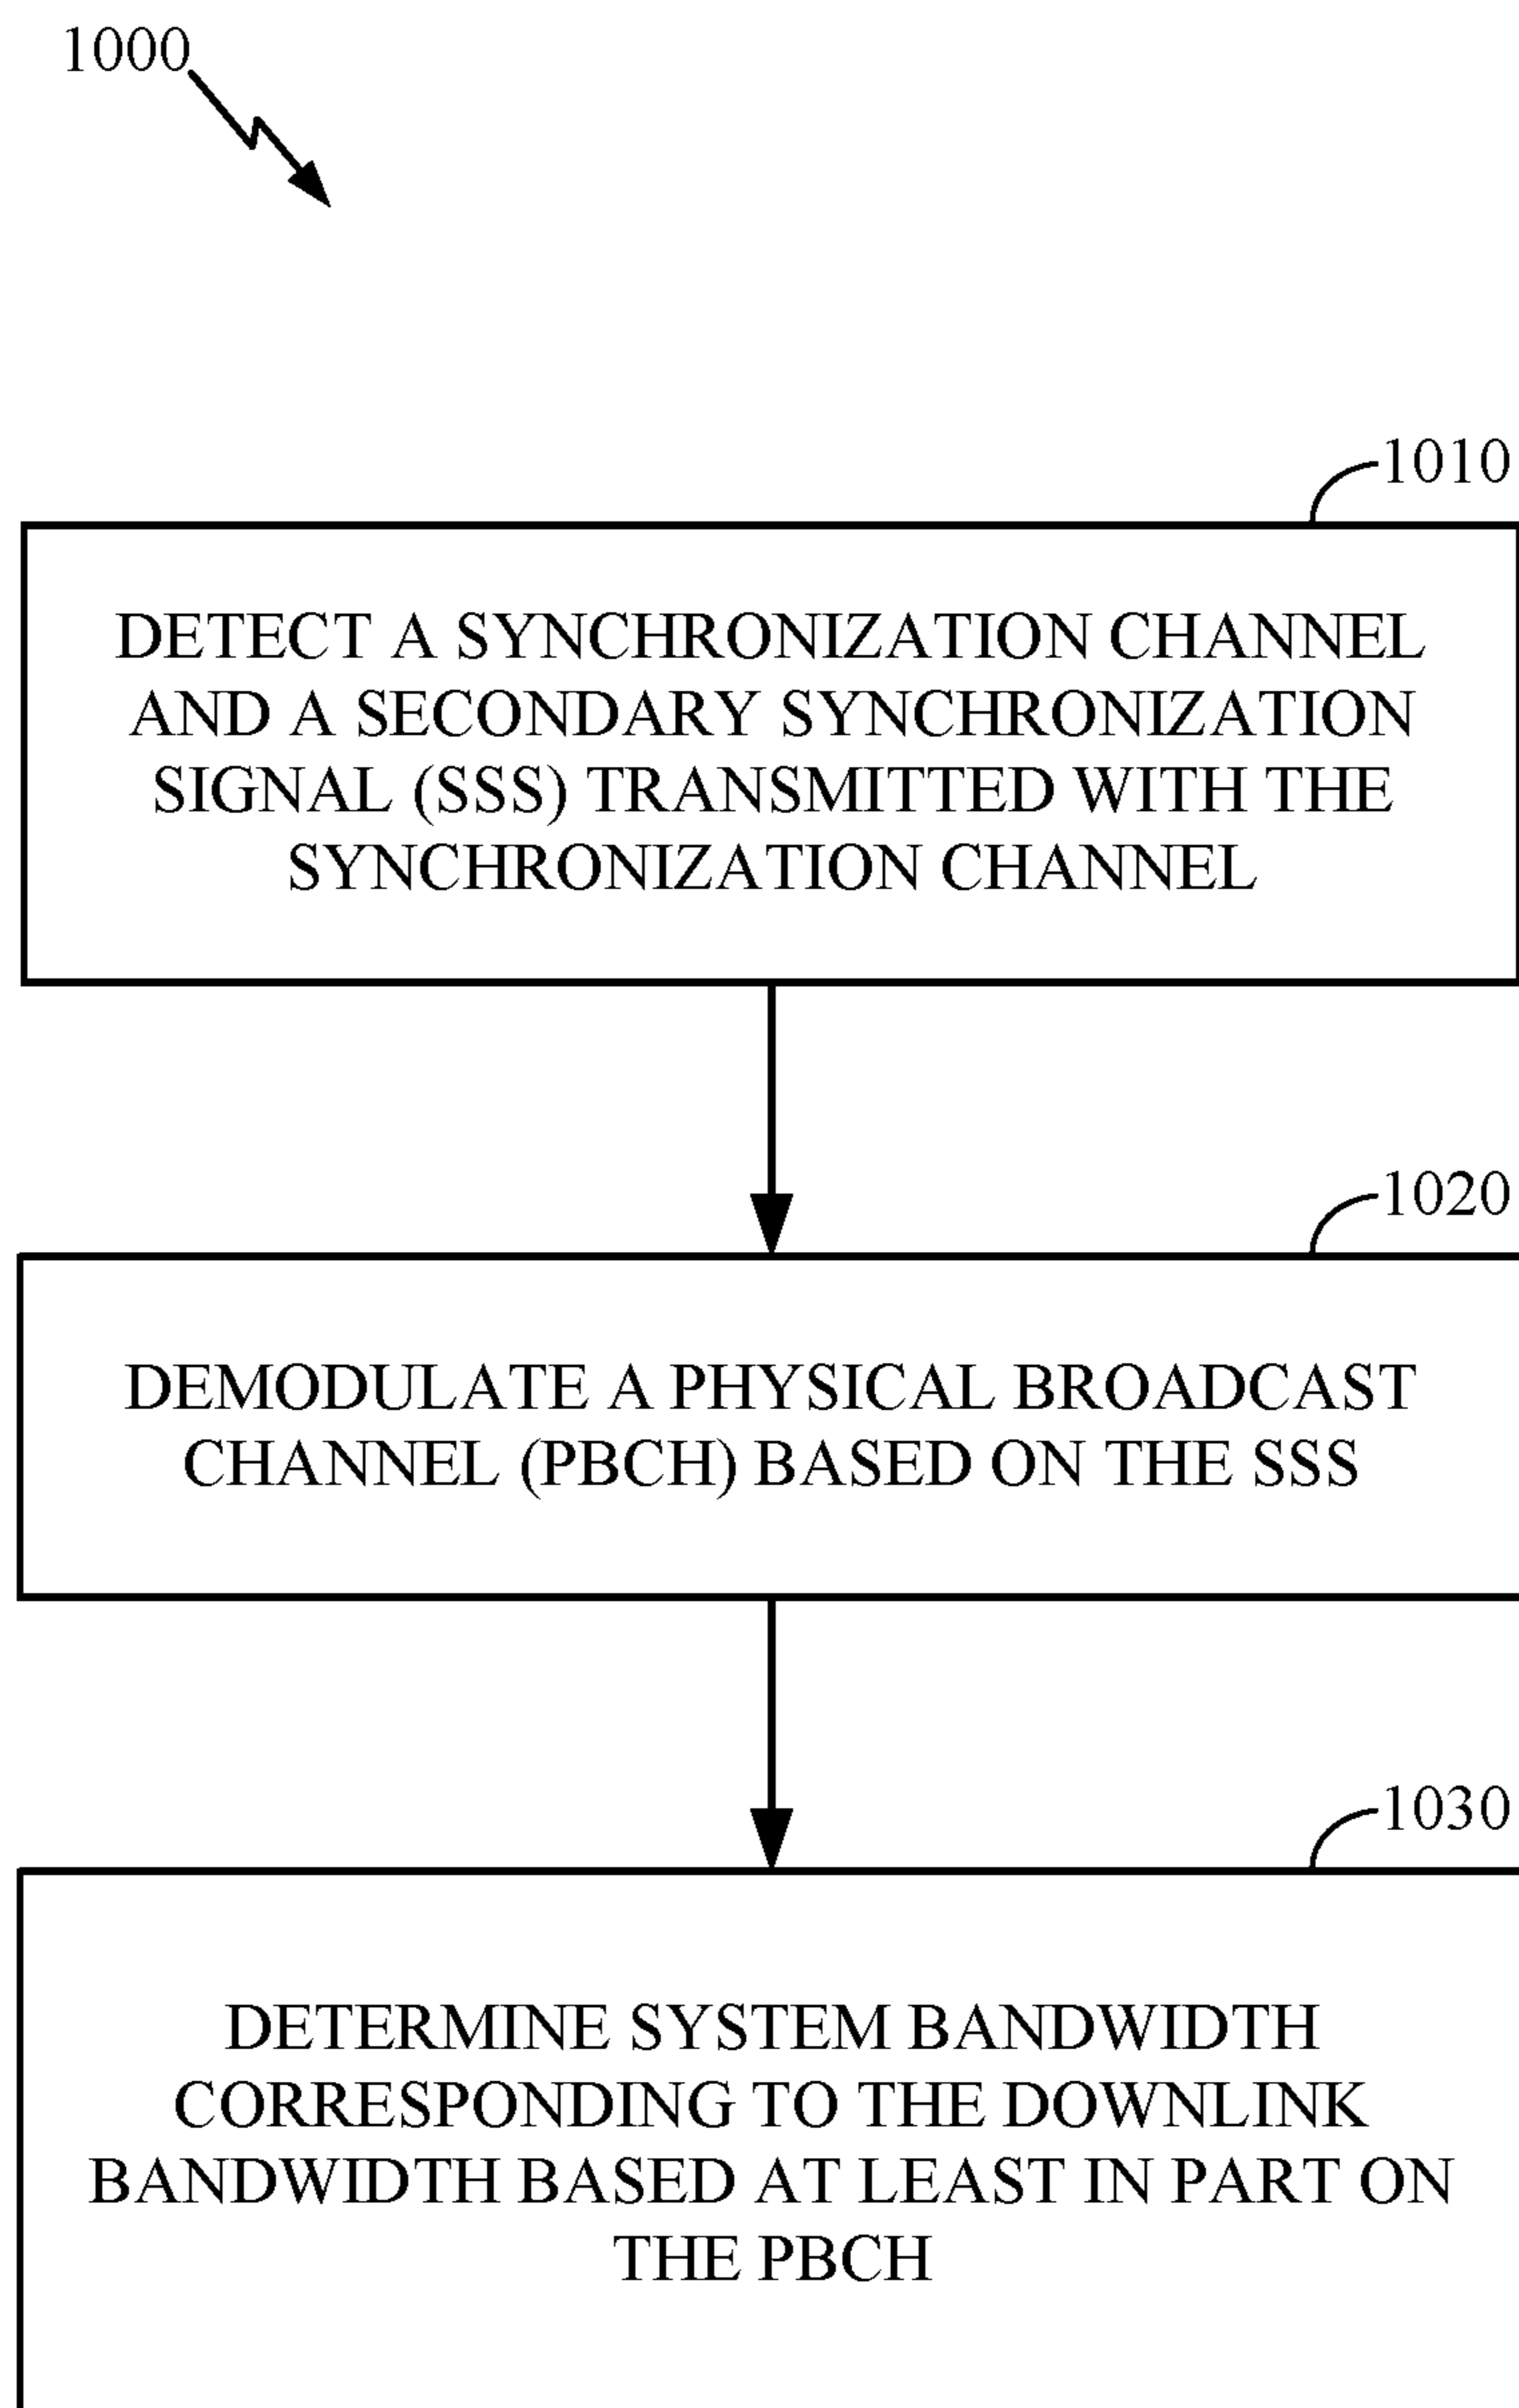 1000
1010
DETECT A SYNCHRONIZATION CHANNEL
AND A SECONDARY SYNCHRONIZATION
SIGNAL (SSS) TRANSMITTED WITH THE
SYNCHRONIZATION CHANNEL
1020
DEMODULATE A PHYSICAL BROADCAST
CHANNEL (PBCH) BASED ON THE SSS
1030
DETERMINE SYSTEM BANDWIDTH
CORRESPONDING TO THE DOWNLINK
BANDWIDTH BASED AT LEAST IN PART ON
THE PBCH